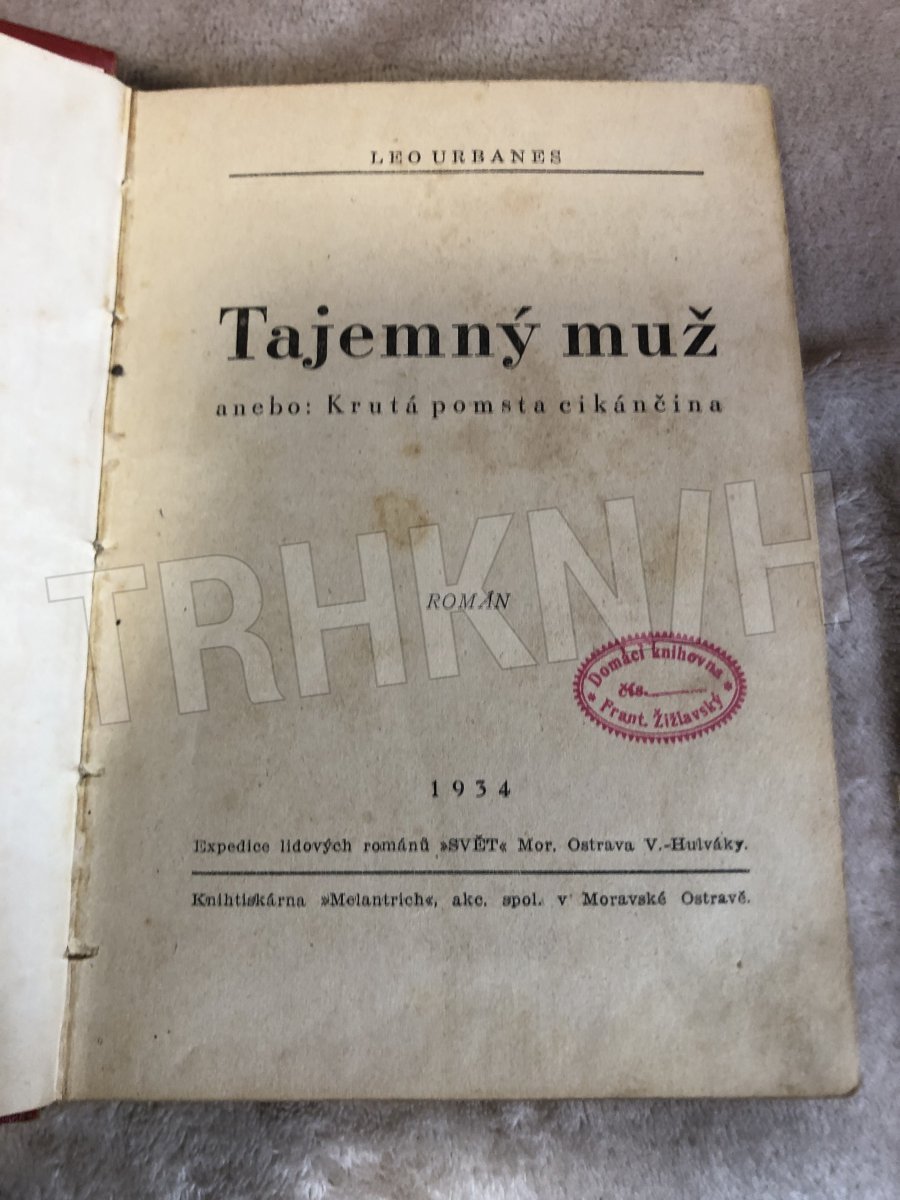 LEO URBANES
Tajemný muž
anebo: Krutá pomsta cikánčina
ROMÁN
Domácí knihovna
čís.
Frant. Žižlavský
1934
Expedice lidových románů »SVĚT« Mor. Ostrava V.-Hulváky.
Knihtiskárna »Melantrich«, akc. spol. v Moravské Ostravě.
TRHKNIH